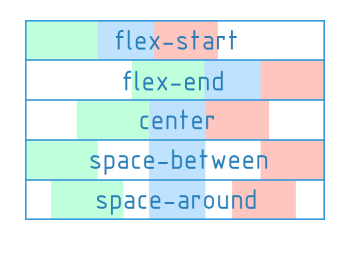 flex-start
flex-end
center
space-between
space-around